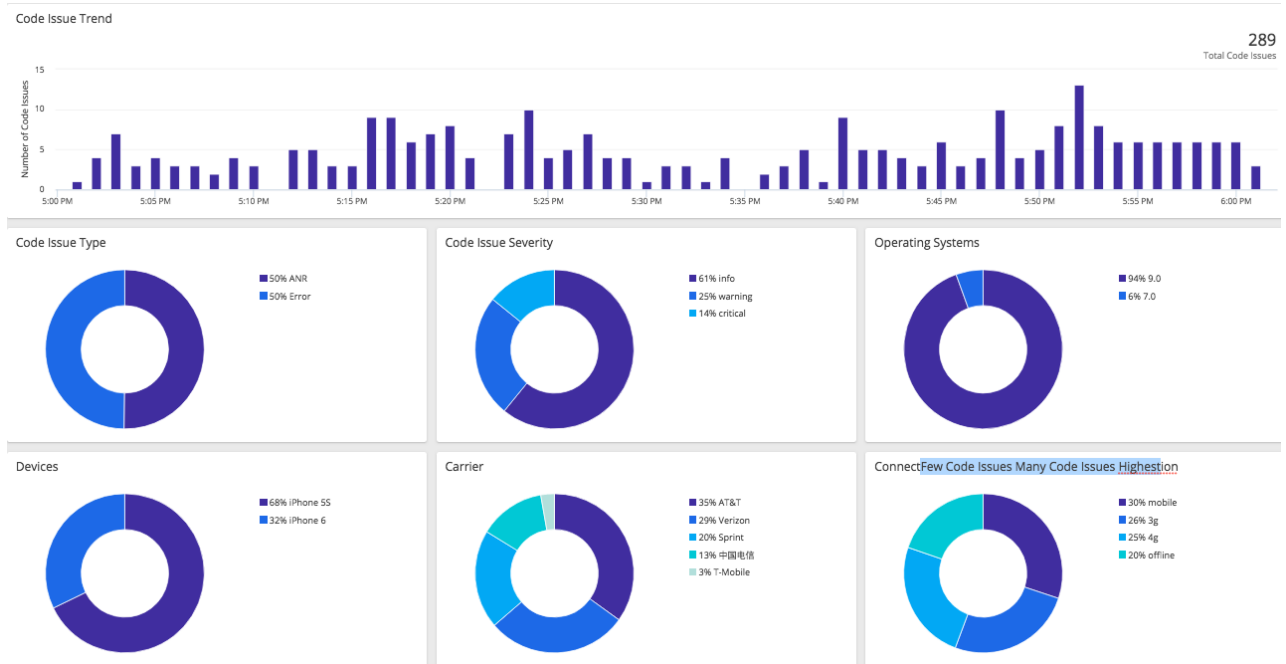 Code Issue Trend
289
Total Code Issues
Number of Code Issues
15
10
5
0
5:00 PM 5:05 PM 5:10 PM 5:15 PM 5:20 PM 5:25 PM 5:30 PM 5:35 PM 5:40 PM 5:45 PM 5:50 PM 5:55 PM 6:00 PM
Code Issue Type
50% ANR
50% Error
Code Issue Severity
61% info
25% warning
14% critical
Operating Systems
94% 9.0
6% 7.0
Devices
68% iPhone 5S
32% iPhone 6
Carrier
35% AT&T
29% Verizon
20% Sprint
13% 中国电信
3% T-Mobile
ConnectFew Code Issues Many Code Issues Highestion
30% mobile
26% 3g
25% 4g
20% offline